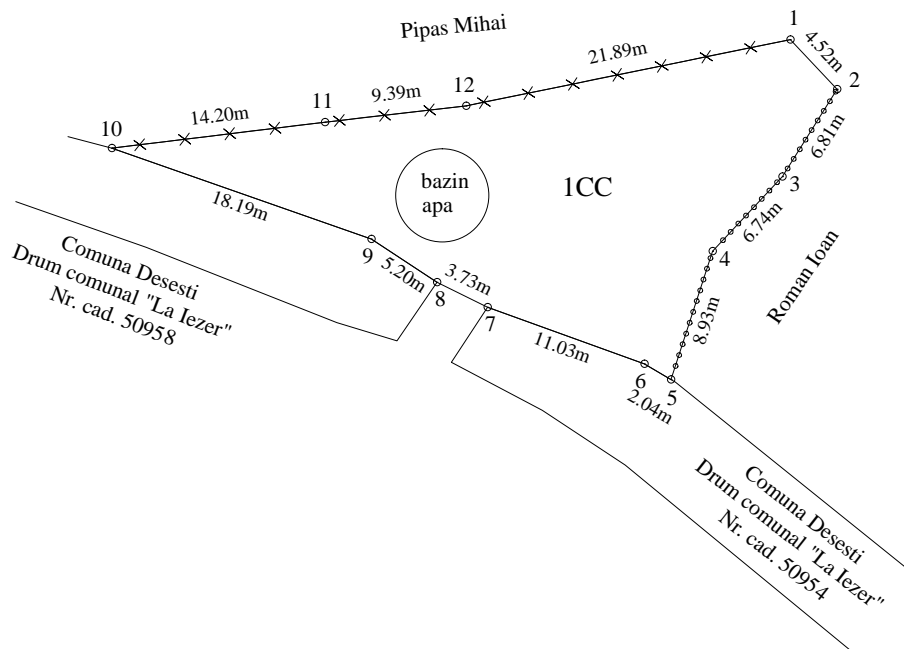 Pipas Mihai
1
4.52m
21.89m
2
12
9.39m
11
14.20m
10
6.81m
bazin
apa
1CC
3
6.74m
18.19m
4
Roman Ioan
9
5.20m
3.73m
8
7
8.93m
11.03m
6
5
2.04m
Comuna Desesti
Drum comunal "La Iezer"
Nr. cad. 50958
Comuna Desesti
Drum comunal "La Iezer"
Nr. cad. 50954